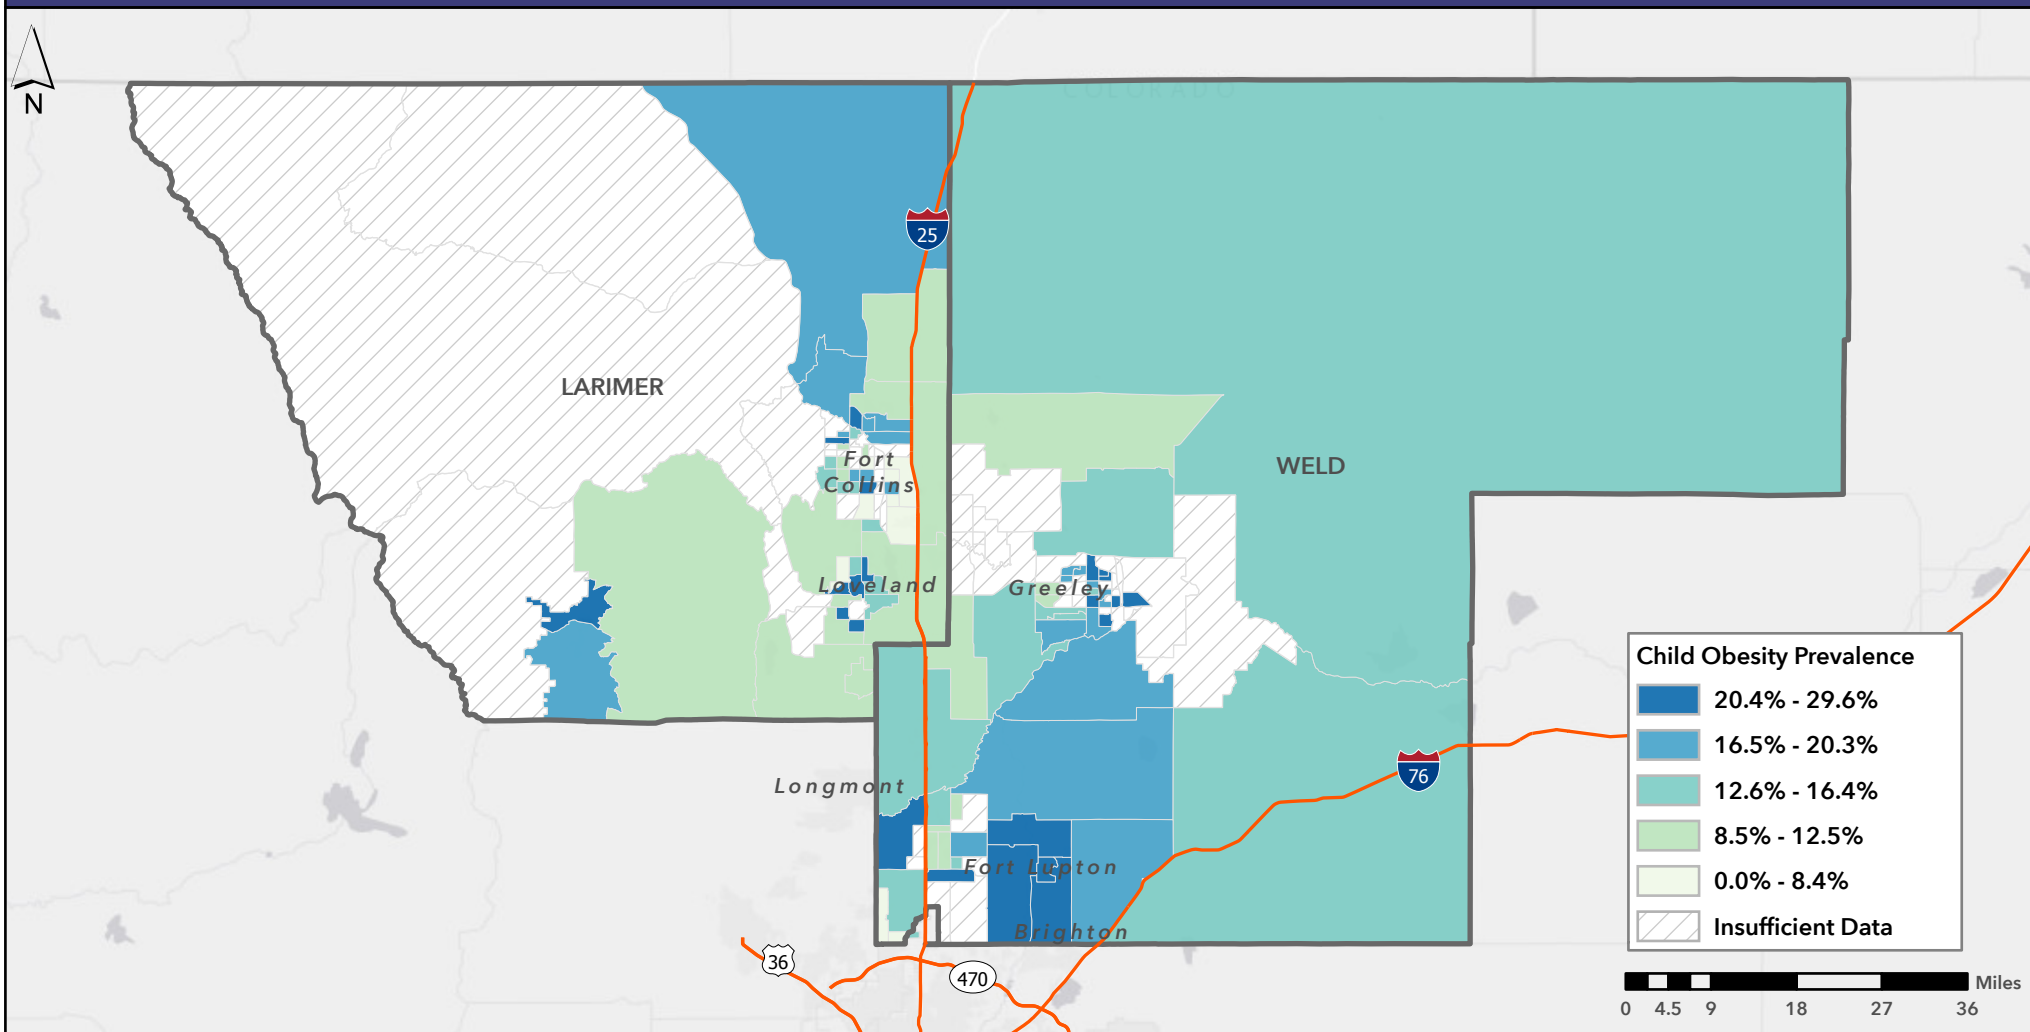 N
COLORADO
25
LARIMER
WELD
Fort
Collins
Loveland
Greeley
Longmont
76
Fort Lupton
Brighton
36
470
Child Obesity Prevalence
20.4% - 29.6%
16.5% - 20.3%
12.6% - 16.4%
8.5% - 12.5%
0.0% - 8.4%
Insufficient Data
Miles
0 4.5 9 18 27 36